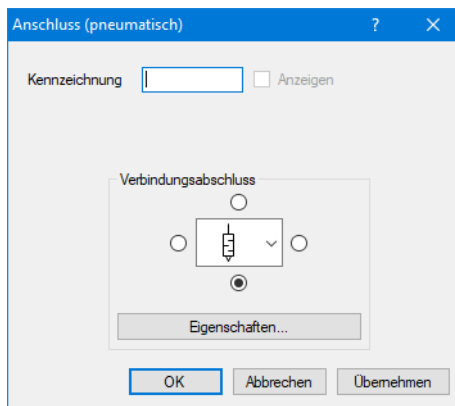 Anschluss (pneumatisch) ?
Kennzeichnung Anzeigen
Verbindungsabschluss
Eigenschaften...
OK Abbrechen Übernehmen